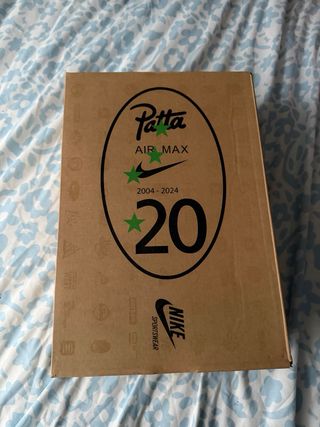 Patta
AIR MAX
2004 - 2024
20
NIKE
SPORTSWEAR